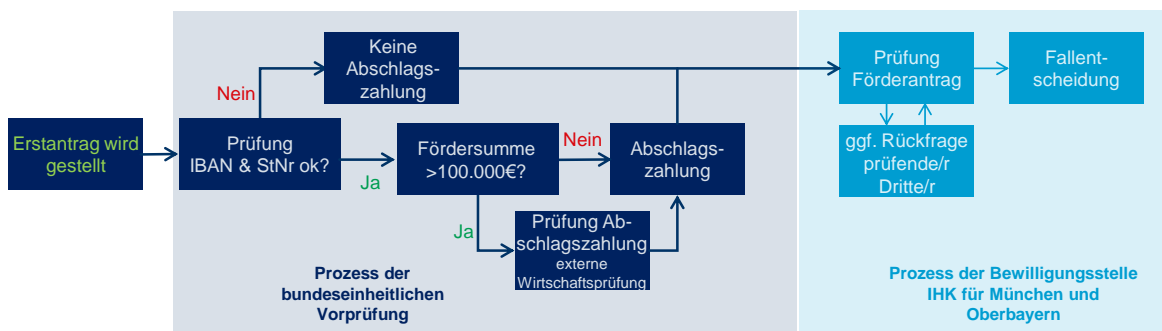 Erstantrag wird
gestellt
Prüfung
IBAN & StNr ok?
Nein
Keine
Abschlags-
zahlung
Ja
Fördersumme
>100.000€?
Nein
Abschlags-
zahlung
Ja
Prüfung Ab-
schlagszahlung
externe
Wirtschaftsprüfung
Prozess der
bundeseinheitlichen
Vorprüfung
Prüfung
Förderantrag
Fallent-
scheidung
ggf. Rückfrage
prüfende/r
Dritte/r
Prozess der Bewilligungsstelle
IHK für München und
Oberbayern